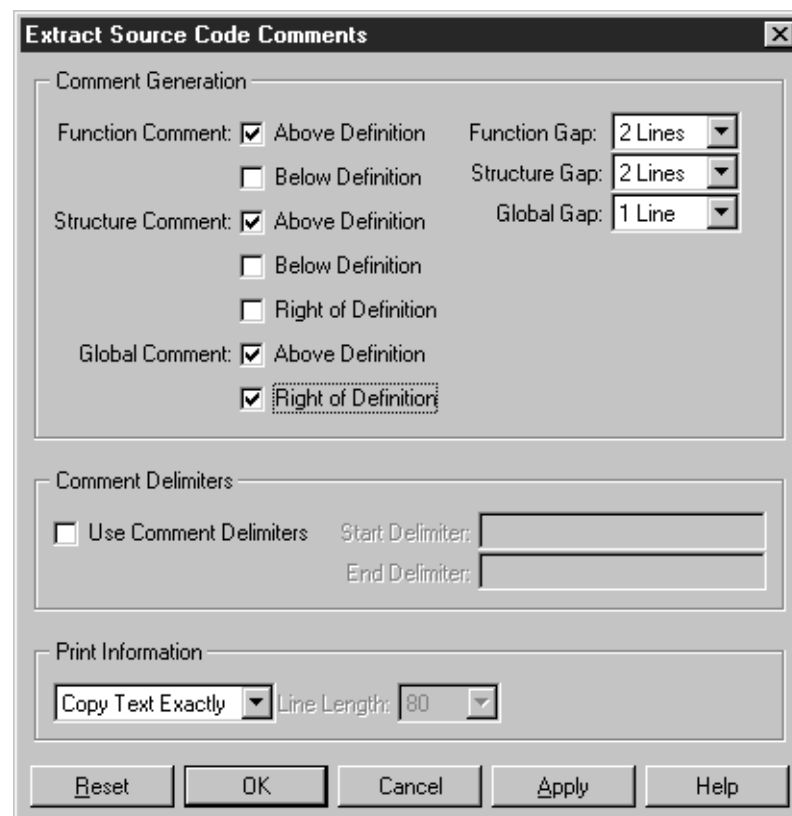 Extract Source Code Comments
Comment Generation
Function Comment: Above Definition Function Gap: 2 Lines
Below Definition Structure Gap: 2 Lines
Structure Comment: Above Definition Global Gap: 1 Line
Below Definition
Right of Definition
Global Comment: Above Definition
Right of Definition
Comment Delimiters
Use Comment Delimiters Start Delimiter:
End Delimiter:
Print Information
Copy Text Exactly Line Length: 80
Reset OK Cancel Apply Help